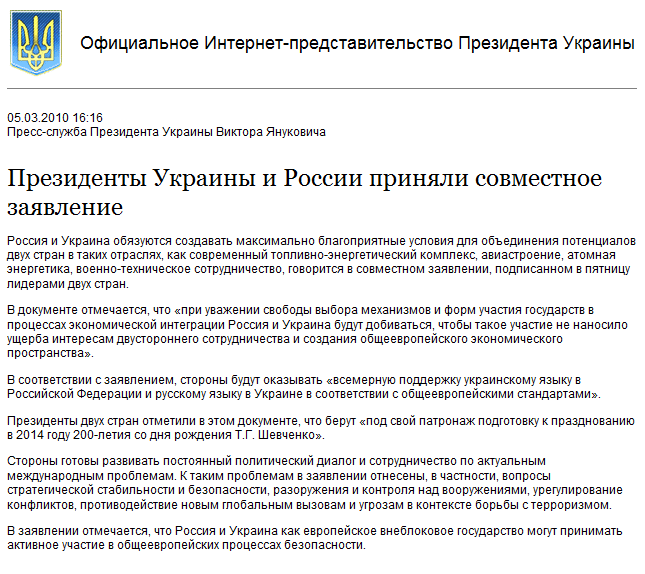 Официальное Интернет-представительство Президента Украины
05.03.2010 16:16
Пресс-служба Президента Украины Виктора Януковича
Президенты Украины и России приняли совместное
заявление
Россия и Украина обязуются создавать максимально благоприятные условия для объединения потенциалов
двух стран в таких отраслях, как современный топливно-энергетический комплекс, авиастроение, атомная
энергетика, военно-техническое сотрудничество, говорится в совместном заявлении, подписанном в пятницу
лидерами двух стран.
В документе отмечается, что «при уважении свободы выбора механизмов и форм участия государств в
процессах экономической интеграции Россия и Украина будут добиваться, чтобы такое участие не наносило
ущерба интересам двустороннего сотрудничества и создания общеевропейского экономического
пространства».
В соответствии с заявлением, стороны будут оказывать «всемерную поддержку украинскому языку в
Российской Федерации и русскому языку в Украине в соответствии с общеевропейскими стандартами».
Президенты двух стран отметили в этом документе, что берут «под свой патронаж подготовку к празднованию
в 2014 году 200-летия со дня рождения Т.Г. Шевченко».
Стороны готовы развивать постоянный политический диалог и сотрудничество по актуальным
международным проблемам. К таким проблемам в заявлении отнесены, в частности, вопросы
стратегической стабильности и безопасности, разоружения и контроля над вооружениями, урегулирование
конфликтов, противодействие новым глобальным вызовам и угрозам в контексте борьбы с терроризмом.
В заявлении отмечается, что Россия и Украина как европейское внеблоковое государство могут принимать
активное участие в общеевропейских процессах безопасности.